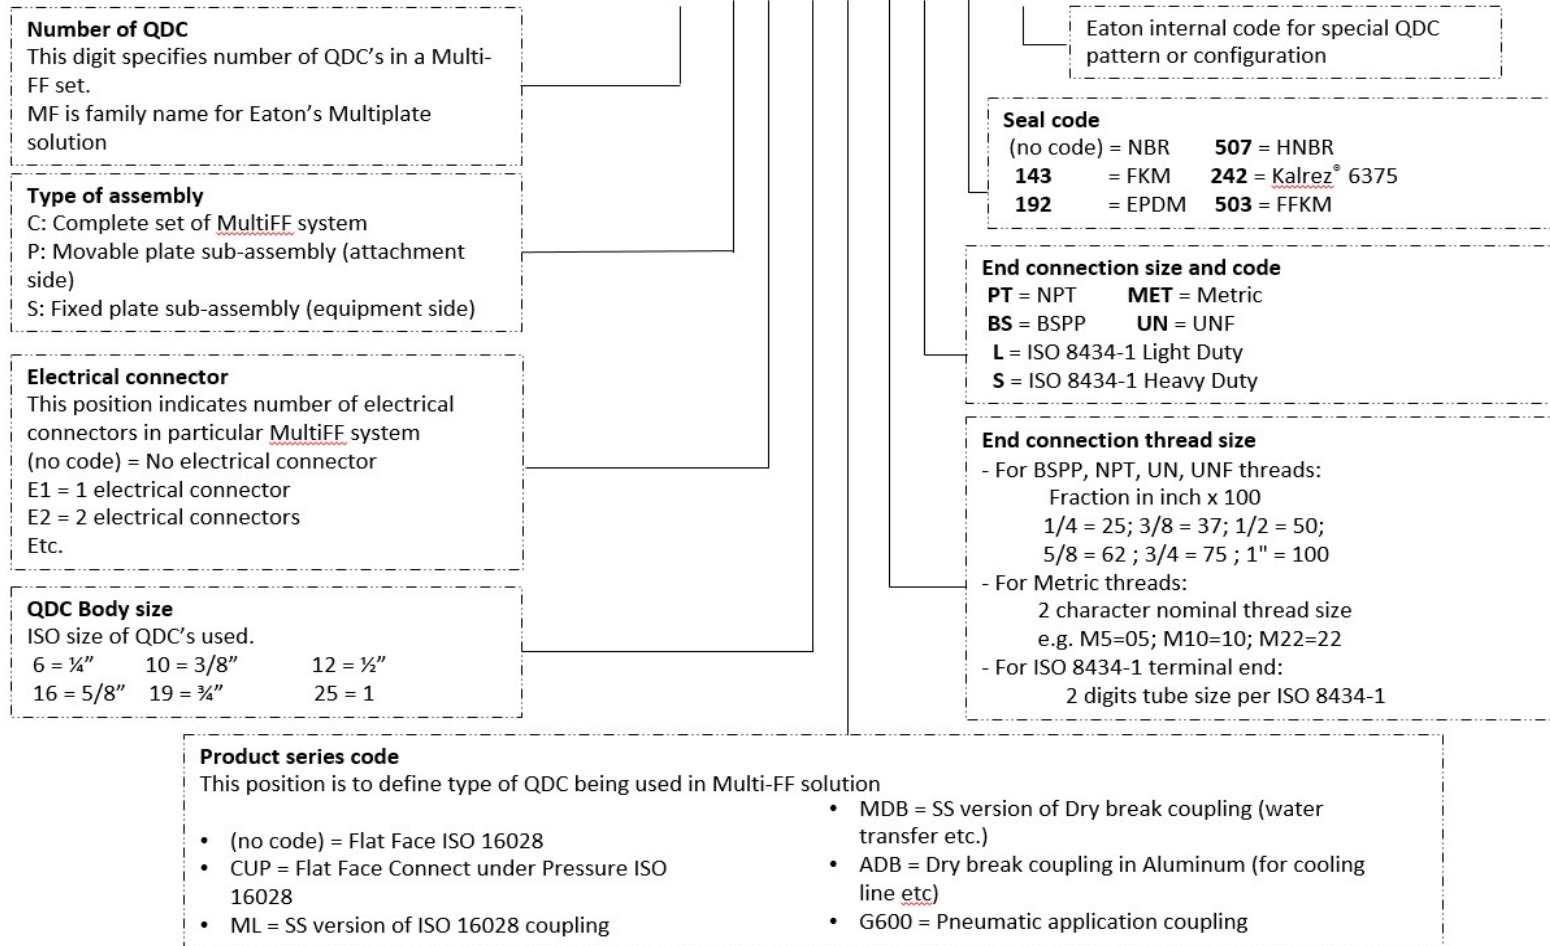 Number of QDC
This digit specifies number of QDC’s in a Multi-
FF set.
MF is family name for Eaton’s Multiplate
solution
Type of assembly
C: Complete set of MultiFF system
P: Movable plate sub-assembly (attachment
side)
S: Fixed plate sub-assembly (equipment side)
Electrical connector
This position indicates number of electrical
connectors in particular MultiFF system
(no code) = No electrical connector
E1 = 1 electrical connector
E2 = 2 electrical connectors
Etc.
QDC Body size
ISO size of QDC’s used.
6 = ¼” 10 = 3/8” 12 = ½”
16 = 5/8” 19 = ¾” 25 = 1
Eaton internal code for special QDC
pattern or configuration
Seal code
(no code) = NBR 507 = HNBR
143 = FKM 242 = Kalrez® 6375
192 = EPDM 503 = FFKM
End connection size and code
PT = NPT MET = Metric
BS = BSPP UN = UNF
L = ISO 8434-1 Light Duty
S = ISO 8434-1 Heavy Duty
End connection thread size
- For BSPP, NPT, UN, UNF threads:
Fraction in inch x 100
1/4 = 25; 3/8 = 37; 1/2 = 50;
5/8 = 62 ; 3/4 = 75 ; 1" = 100
- For Metric threads:
2 character nominal thread size
e.g. M5=05; M10=10; M22=22
- For ISO 8434-1 terminal end:
2 digits tube size per ISO 8434-1
Product series code
This position is to define type of QDC being used in Multi-FF solution
• (no code) = Flat Face ISO 16028
• CUP = Flat Face Connect under Pressure ISO
16028
• ML = SS version of ISO 16028 coupling
• MDB = SS version of Dry break coupling (water
transfer etc.)
• ADB = Dry break coupling in Aluminum (for cooling
line etc)
• G600 = Pneumatic application coupling